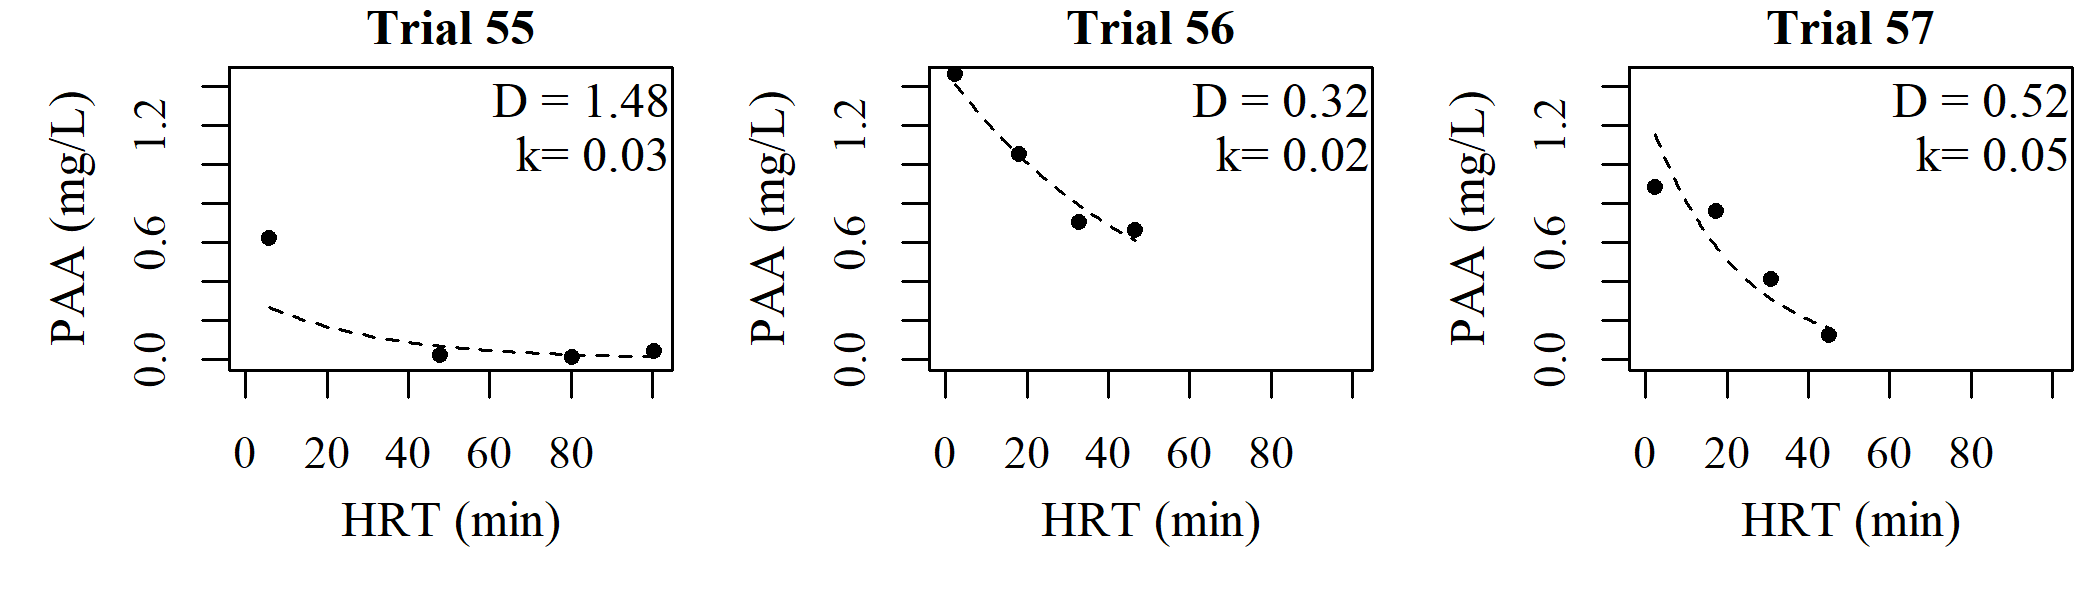 Trial 55
D = 1.48
k= 0.03
PAA (mg/L)
0.0 0.6 1.2
0 20 40 60 80
HRT (min)
Trial 56
D = 0.32
k= 0.02
PAA (mg/L)
0.0 0.6 1.2
0 20 40 60 80
HRT (min)
Trial 57
D = 0.52
k= 0.05
PAA (mg/L)
0.0 0.6 1.2
0 20 40 60 80
HRT (min)